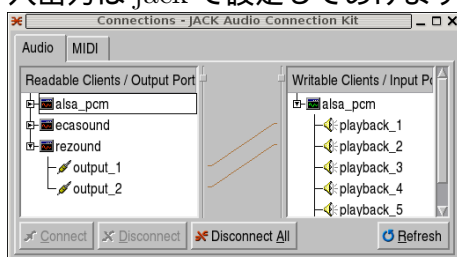 入出力は jack で設定してあげます
Connections - JACK Audio Connection Kit
Audio
MIDI
Readable Clients / Output Port
alsa_pcm
ecasound
rezound
output_1
output_2
Writable Clients / Input Po
alsa_pcm
playback_1
playback_2
playback_3
playback_4
playback_5
Connect
Disconnect
Disconnect All
Refresh